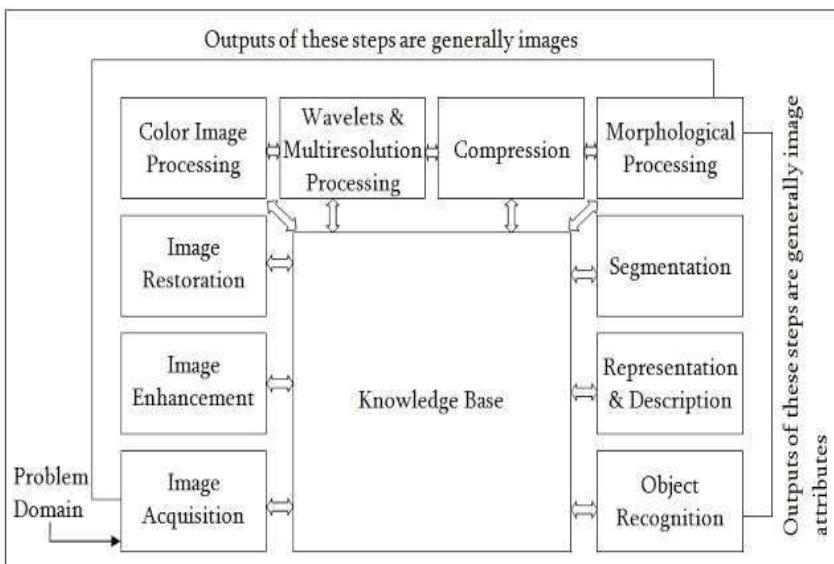 Outputs of these steps are generally images
Color Image
Processing
Wavelets &
Multiresolution
Processing
Compression
Morphological
Processing
Image
Restoration
Segmentation
Image
Enhancement
Knowledge Base
Representation
& Description
Problem
Domain
Image
Acquisition
Object
Recognition
Outputs of these steps are generally image
attributes